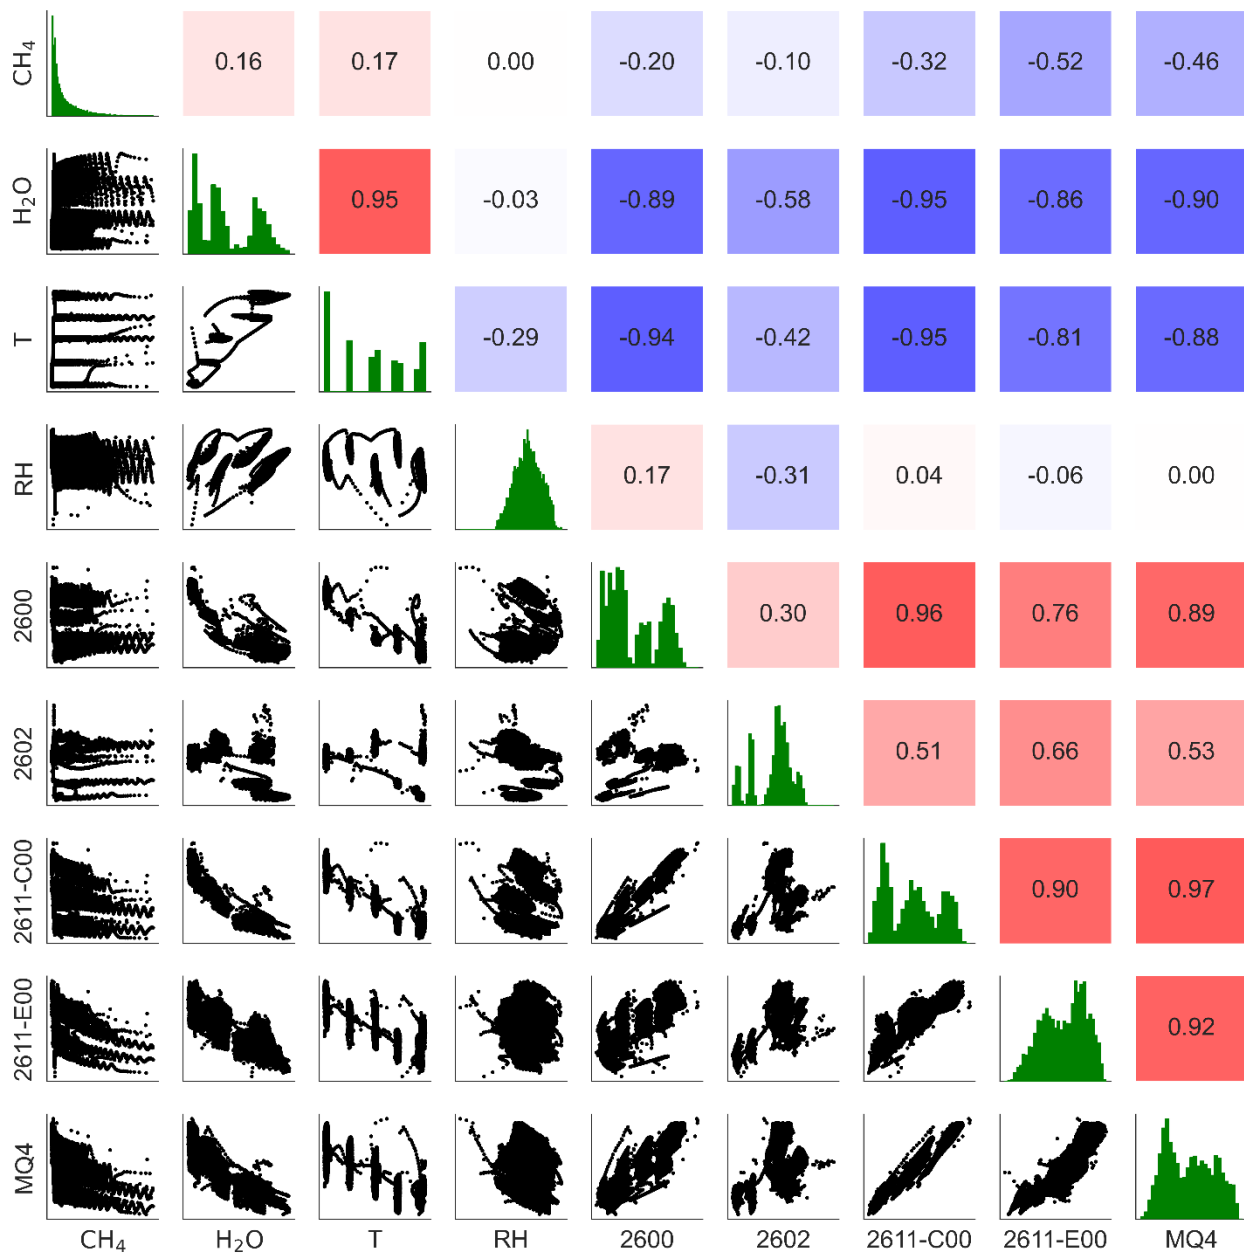 CH₄ 0.16 0.17 0.00 -0.20 -0.10 -0.32 -0.52 -0.46
H₂O 0.95 -0.03 -0.89 -0.58 -0.95 -0.86 -0.90
T -0.29 -0.94 -0.42 -0.95 -0.81 -0.88
RH 0.17 -0.31 0.04 -0.06 0.00
2600 0.30 0.96 0.76 0.89
2602 0.51 0.66 0.53
2611-C00 0.90 0.97
2611-E00 0.92
MQ4
CH₄ H₂O T RH 2600 2602 2611-C00 2611-E00 MQ4